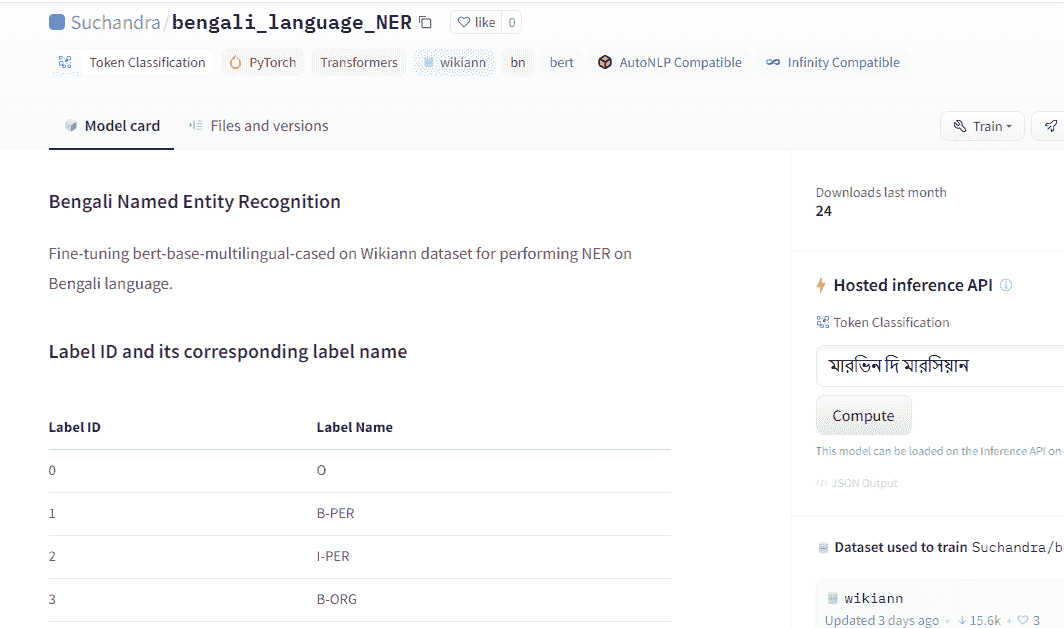 Suchandra/bengali_language_NER like 0
Token Classification PyTorch Transformers wikiann bn bert AutoNLP Compatible Infinity Compatible
Model card Files and versions Train
Bengali Named Entity Recognition
Fine-tuning bert-base-multilingual-cased on Wikiann dataset for performing NER on
Bengali language.
Label ID and its corresponding label name
Label ID Label Name
0 O
1 B-PER
2 I-PER
3 B-ORG
Downloads last month
24
Hosted inference API
Token Classification
মারভিন দি মারসিয়ান
Compute
This model can be loaded on the Inference API on-
JSON Output
Dataset used to train Suchandra/b
wikiann
Updated 3 days ago • ↓ 15.6k • 3